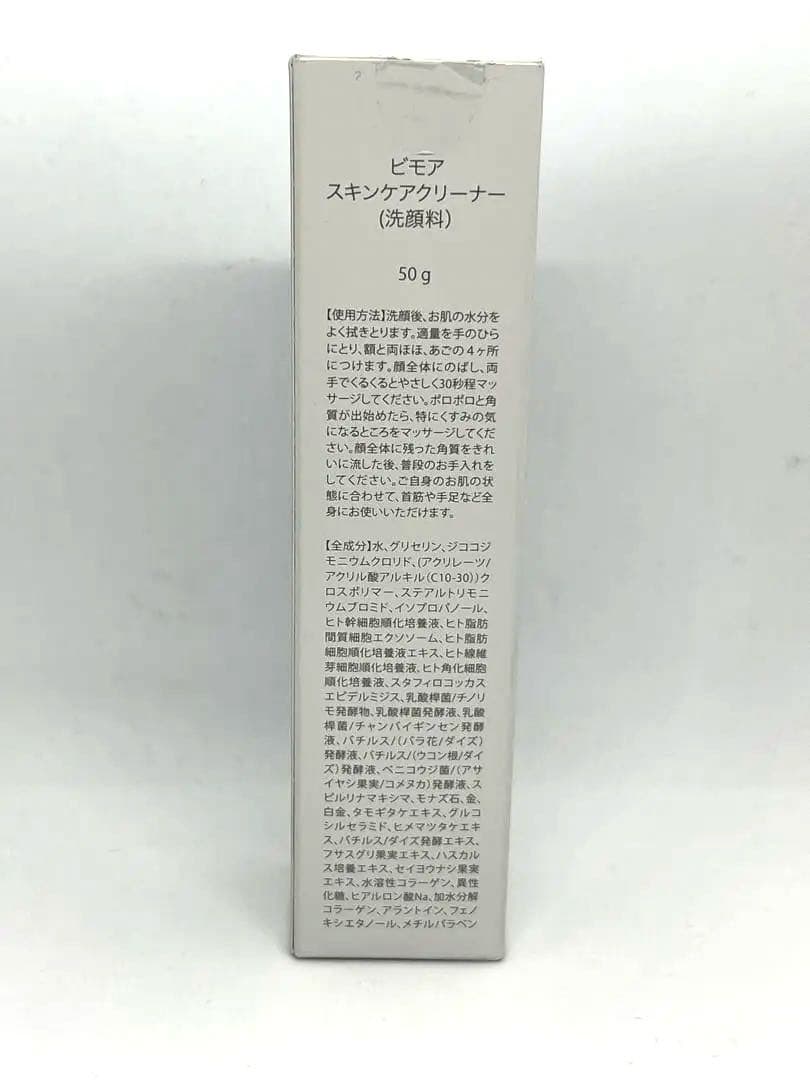 ビモア
スキンケアクリーナー
(洗顔料)
50 g
【使用方法】洗顔後、お肌の水分を
よく拭きとります。適量を手のひら
にとり、額と両ほほ、あごの4ヶ所
につけます。顔全体にのばし、両
手でくるくるとやさしく30秒程マッ
サージしてください。ポロポロと角
質が出始めたら、特にくすみの気
になるところをマッサージしてくだ
さい。顔全体に残った角質をきれ
いに流した後、普段のお手入れを
してください。ご自身のお肌の状
態に合わせて、首筋や手足など全
身にお使いいただけます。
【全成分】水、グリセリン、ジココジ
モニウムクロリド、(アクリレーツ/
アクリル酸アルキル(C10-30))ク
ロスポリマー、ステアルトリモニ
ウムブロミド、イソプロパノール、
ヒト幹細胞順化培養液、ヒト脂肪
間質細胞エクソソーム、ヒト脂肪
細胞順化培養液エキス、ヒト線維
芽細胞順化培養液、ヒト角化細胞
順化培養液、スタフィロコッカス
エピデルミジス、乳酸桿菌/チノリ
モ発酵物、乳酸桿菌発酵液、乳酸
桿菌/チャンバイギンセン発酵
液、バチルス/(バラ花/ダイズ)
発酵液、バチルス/(ウコン根/ダイ
ズ)発酵液、ベニコウジ菌/(アサ
イヤシ果実/コメヌカ)発酵液、ス
ピルリナマキシマ、モナズ石、金、
白金、タモギタケエキス、グルコ
シルセラミド、ヒメマツタケエキ
ス、バチルス/ダイズ発酵エキス、
フサスグリ果実エキス、ハスカル
ス培養エキス、セイヨウナシ果実
エキス、水溶性コラーゲン、異性
化糖、ヒアルロン酸Na、加水分解
コラーゲン、アラントイン、フェノ
キシエタノール、メチルパラベン